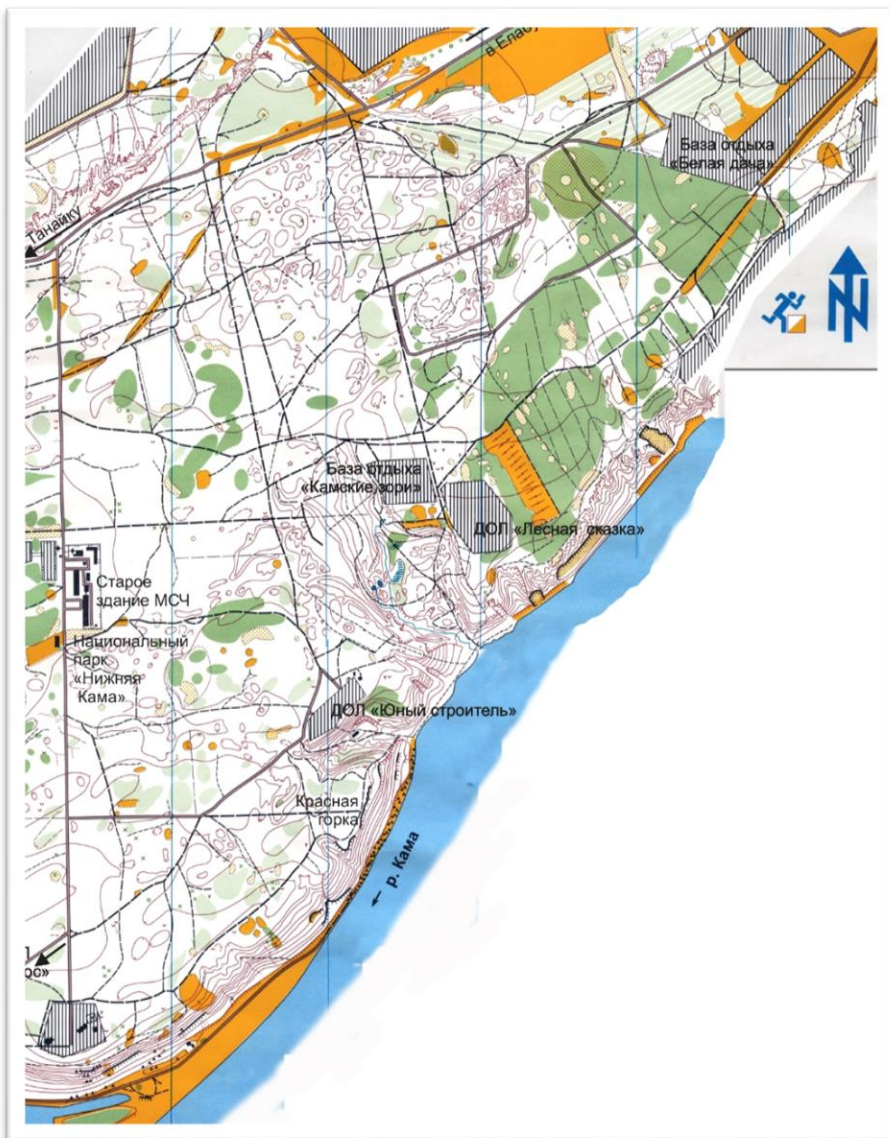 в Елабу
База отдыха
«Белая дача»
Танайку
N
База отдыха
«Камские зори»
ДОЛ «Лесная сказка»
Старое
здание МСЧ
Национальный
парк
«Нижняя
Кама»
ДОЛ «Юный строитель»
Красная
горка
р. Кама
ос»